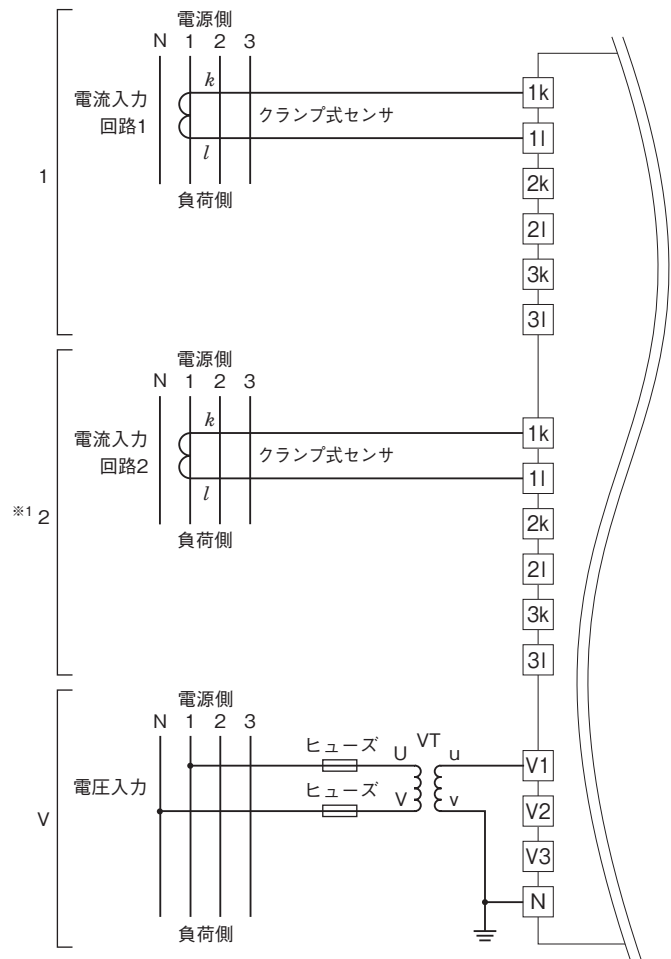 電源側
N 1 2 3
電流入力
回路1
k
l
クランプ式センサ
負荷側
1
1k
1l
2k
2l
3k
3l
電源側
N 1 2 3
電流入力
回路2
k
l
クランプ式センサ
負荷側
※1 2
1k
1l
2k
2l
3k
3l
電源側
N 1 2 3
電圧入力
V
ヒューズ U VT u
ヒューズ V v
負荷側
V1
V2
V3
N